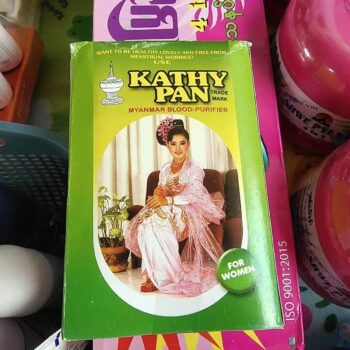 WANT TO BE HEALTHY, LOVELY AND FREE FROM
MENSTRUAL WORRIES?
USE
KATHY
PAN
TRADE
MARK
MYANMAR BLOOD-PURIFIER
FOR
WOMEN
ISO 9001:2015